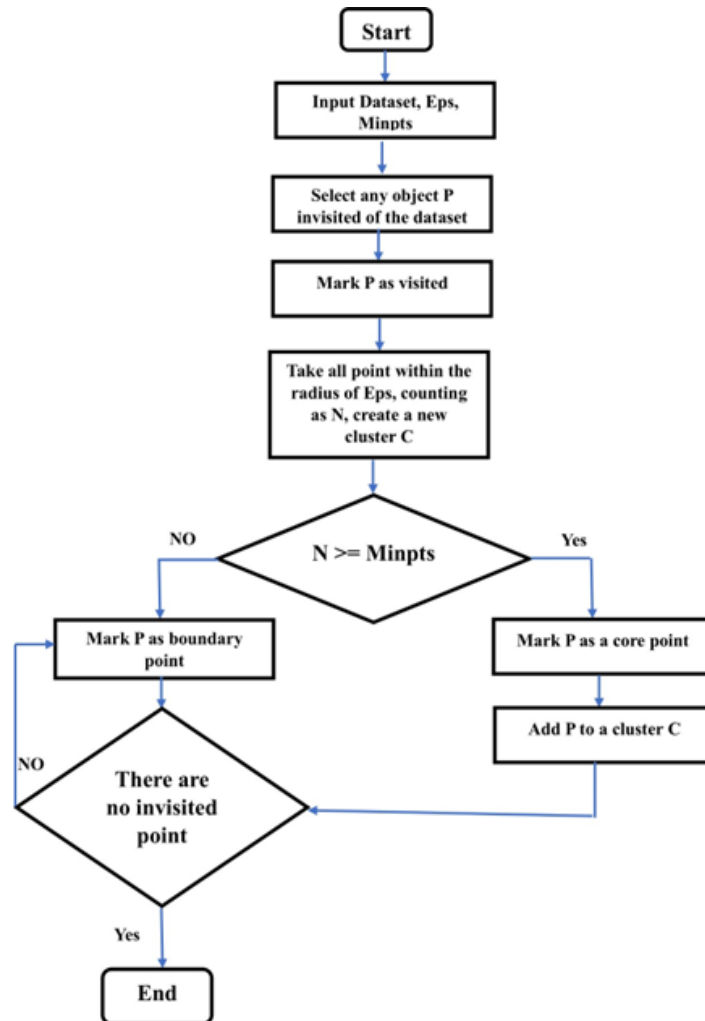 Start
Input Dataset, Eps,
Minpts
Select any object P
invisited of the dataset
Mark P as visited
Take all point within the
radius of Eps, counting
as N, create a new
cluster C
NO
N >= Minpts
Yes
Mark P as boundary
point
Mark P as a core point
Add P to a cluster C
NO
There are
no invisited
point
Yes
End